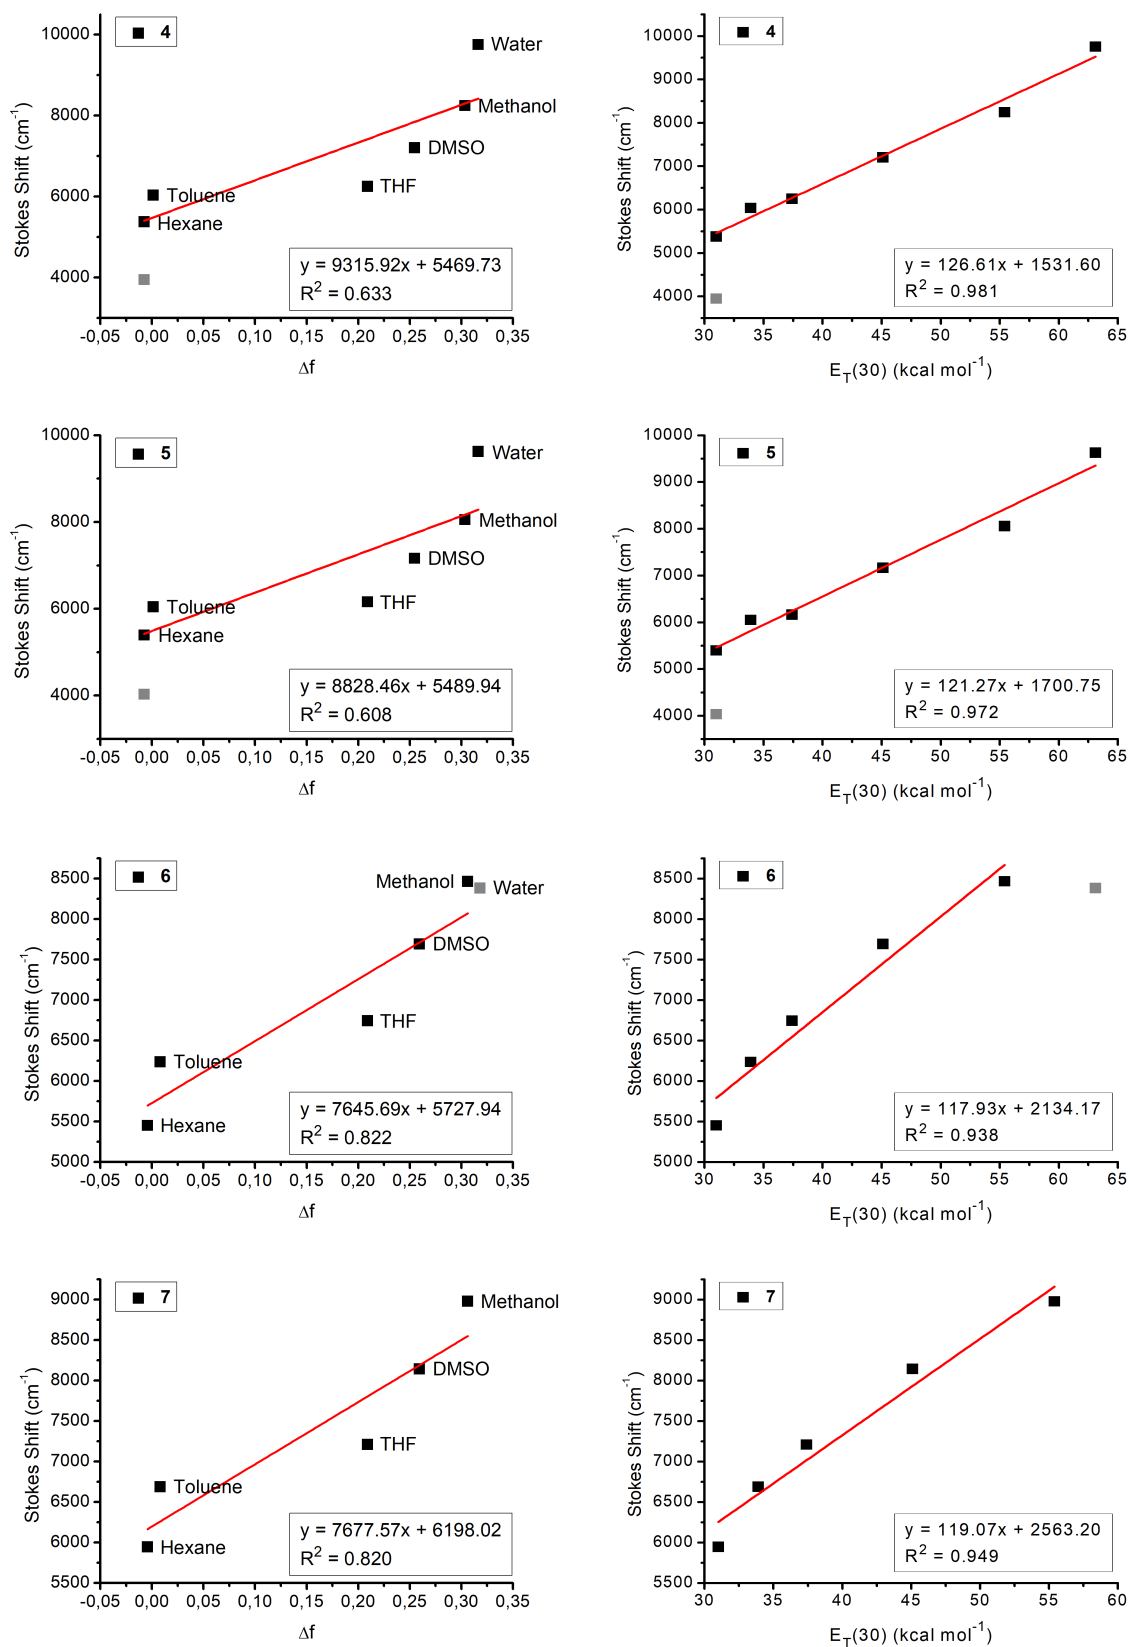 4
10000
8000
6000
4000
Stokes Shift (cm⁻¹)
Water
Methanol
DMSO
THF
Toluene
Hexane
y = 9315.92x + 5469.73
R² = 0.633
-0,05 0,00 0,05 0,10 0,15 0,20 0,25 0,30 0,35
Δf
4
10000
9000
8000
7000
6000
5000
4000
Stokes Shift (cm⁻¹)
y = 126.61x + 1531.60
R² = 0.981
30 35 40 45 50 55 60 65
E_T(30) (kcal mol⁻¹)
5
10000
8000
6000
4000
Stokes Shift (cm⁻¹)
Water
Methanol
DMSO
THF
Toluene
Hexane
y = 8828.46x + 5489.94
R² = 0.608
-0,05 0,00 0,05 0,10 0,15 0,20 0,25 0,30 0,35
Δf
5
10000
9000
8000
7000
6000
5000
4000
Stokes Shift (cm⁻¹)
y = 121.27x + 1700.75
R² = 0.972
30 35 40 45 50 55 60 65
E_T(30) (kcal mol⁻¹)
6
8500
8000
7500
7000
6500
6000
5500
5000
Stokes Shift (cm⁻¹)
Methanol
Water
DMSO
THF
Toluene
Hexane
y = 7645.69x + 5727.94
R² = 0.822
-0,05 0,00 0,05 0,10 0,15 0,20 0,25 0,30 0,35
Δf
6
8500
8000
7500
7000
6500
6000
5500
5000
Stokes Shift (cm⁻¹)
y = 117.93x + 2134.17
R² = 0.938
30 35 40 45 50 55 60 65
E_T(30) (kcal mol⁻¹)
7
9000
8500
8000
7500
7000
6500
6000
5500
Stokes Shift (cm⁻¹)
Methanol
DMSO
THF
Toluene
Hexane
y = 7677.57x + 6198.02
R² = 0.820
-0,05 0,00 0,05 0,10 0,15 0,20 0,25 0,30 0,35
Δf
7
9000
8500
8000
7500
7000
6500
6000
5500
Stokes Shift (cm⁻¹)
y = 119.07x + 2563.20
R² = 0.949
30 35 40 45 50 55 60
E_T(30) (kcal mol⁻¹)